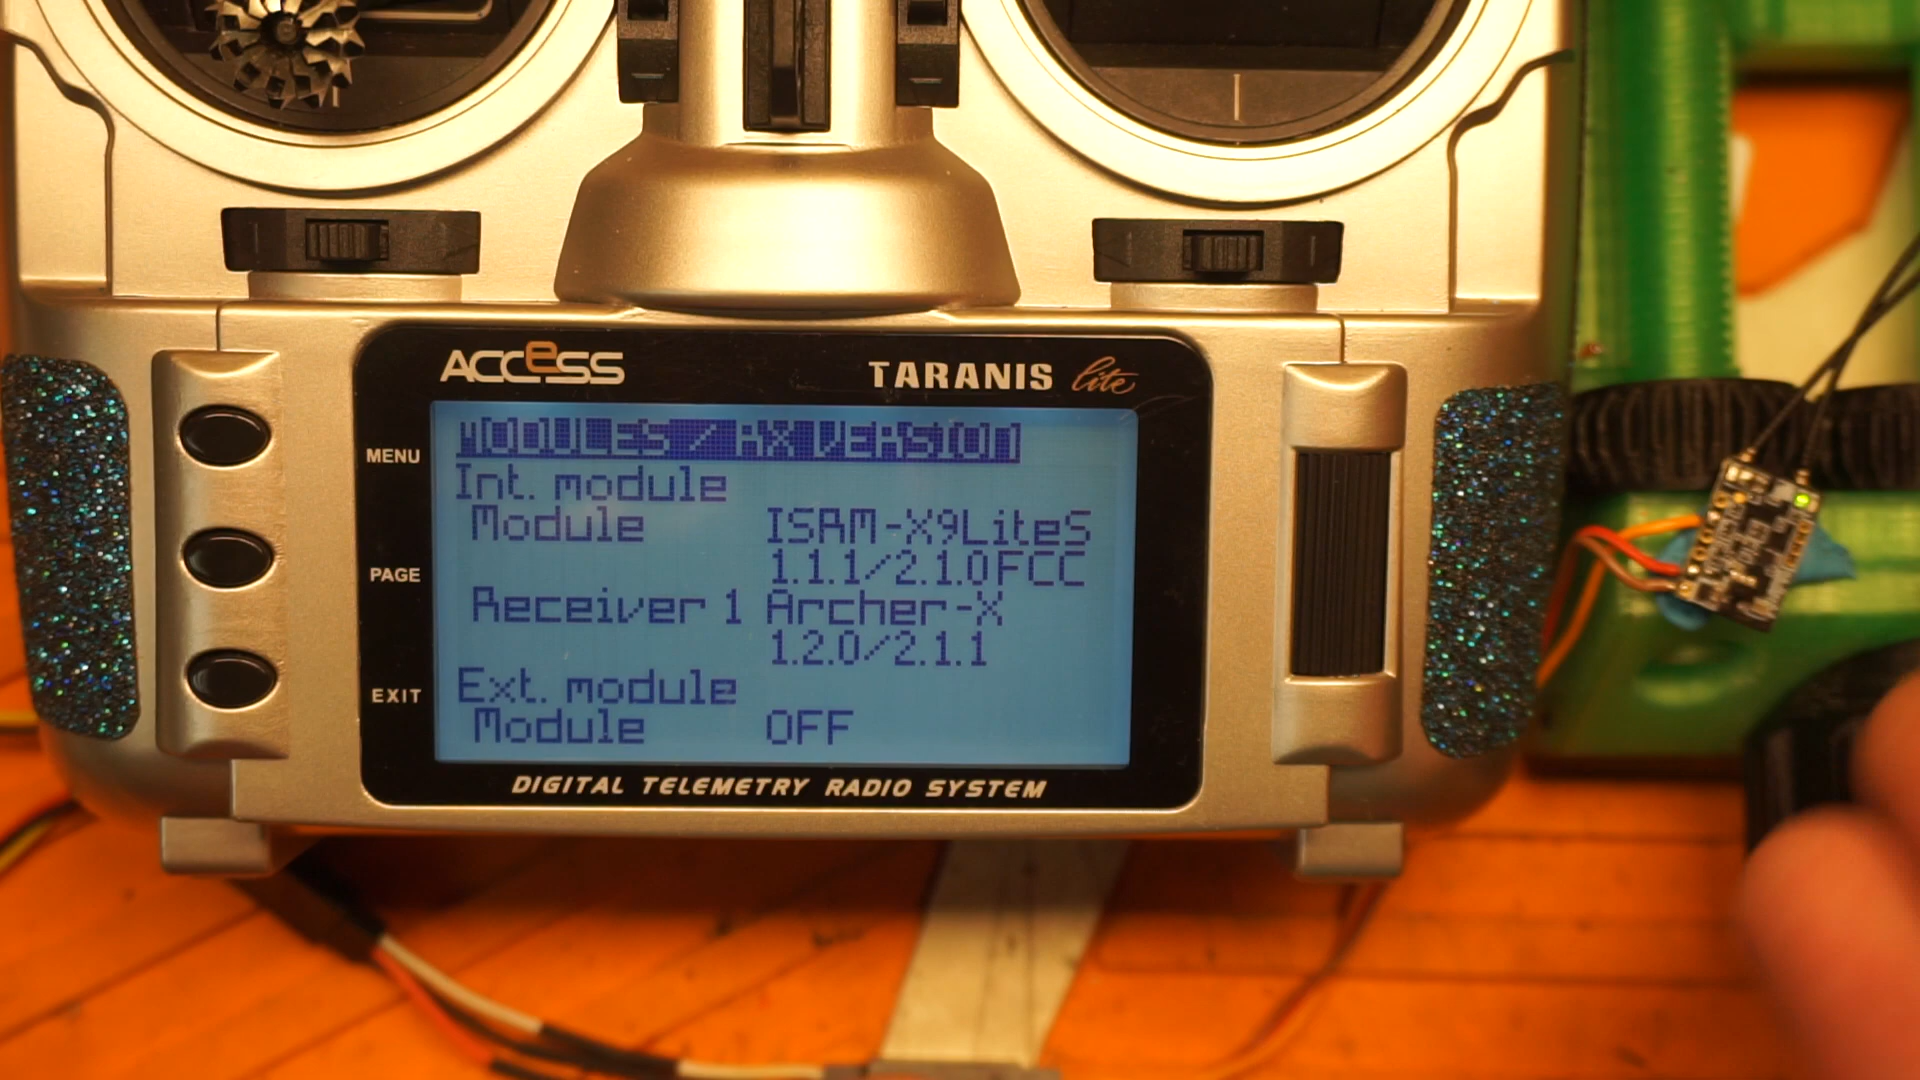 ACCeSS
TARANIS lite
MENU
PAGE
EXIT
MODULES / RX VERSION
Int. module
Module ISRM-X9LiteS
1.1.1/2.1.0FCC
Receiver 1 Archer-X
1.2.0/2.1.1
Ext. module
Module OFF
DIGITAL TELEMETRY RADIO SYSTEM